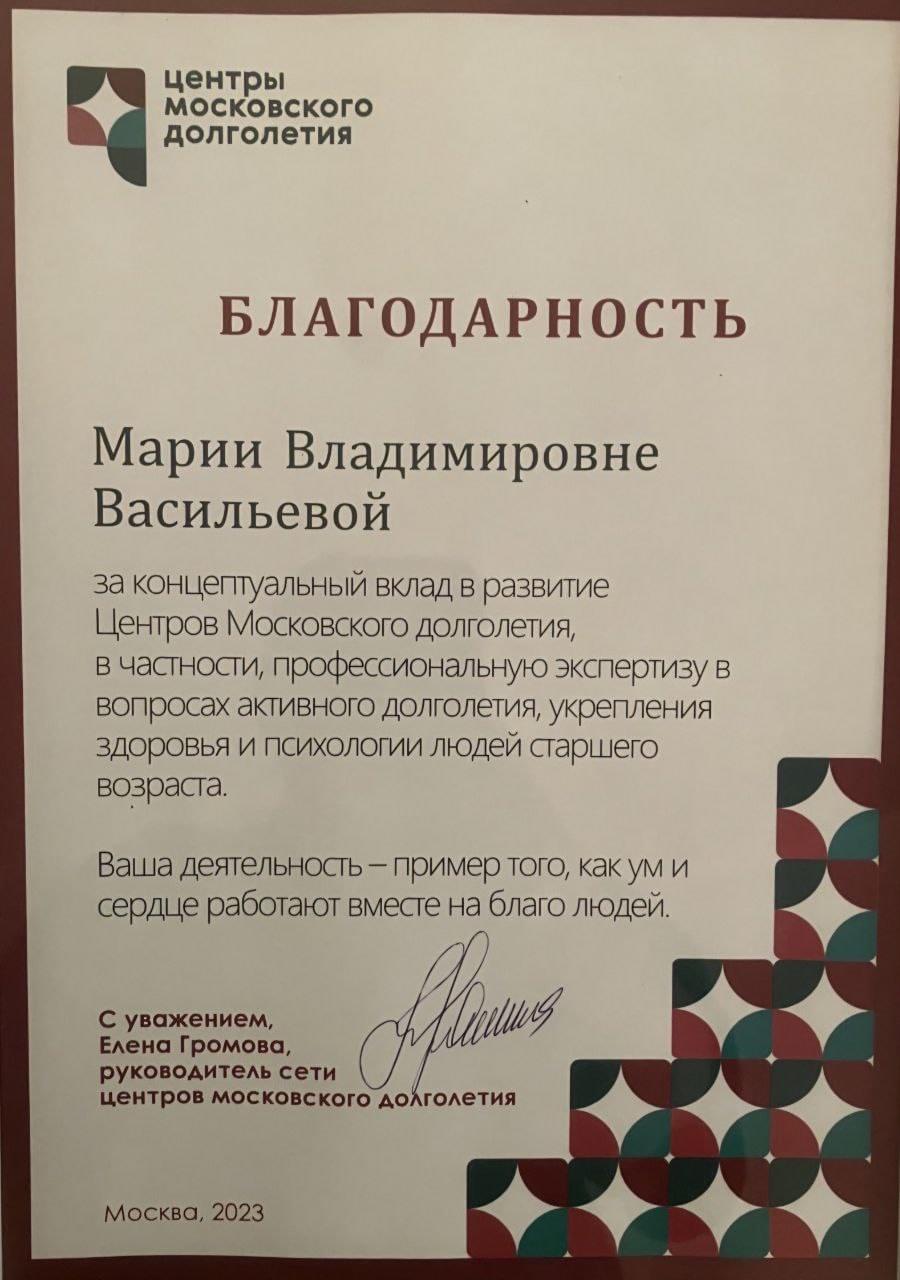 центры
московского
долголетия
БЛАГОДАРНОСТЬ
Марии Владимировне
Васильевой
за концептуальный вклад в развитие
Центров Московского долголетия,
в частности, профессиональную экспертизу в
вопросах активного долголетия, укрепления
здоровья и психологии людей старшего
возраста.
Ваша деятельность – пример того, как ум и
сердце работают вместе на благо людей.
С уважением,
Елена Громова,
руководитель сети
центров московского долголетия
Москва, 2023